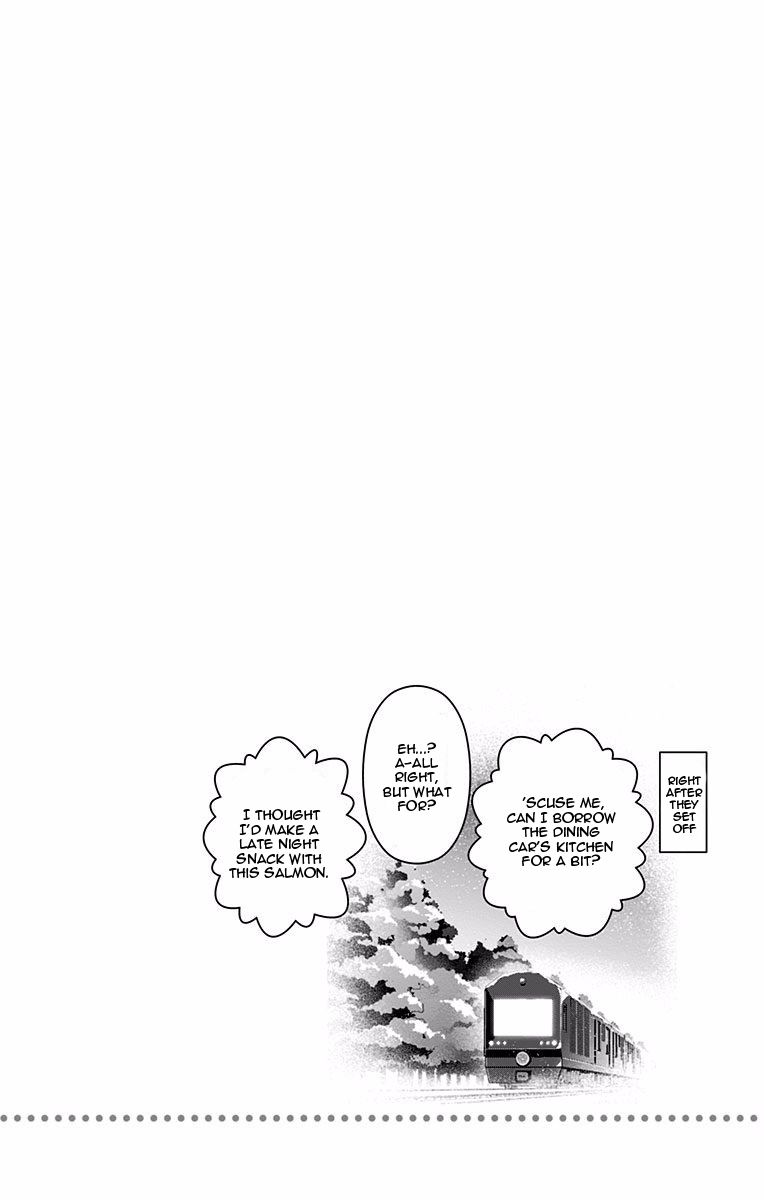 RIGHT
AFTER
THEY
SET
OFF
'SCUSE ME,
CAN I BORROW
THE DINING
CAR'S KITCHEN
FOR A BIT?
EH...?
A-ALL
RIGHT,
BUT WHAT
FOR?
I THOUGHT
I'D MAKE A
LATE NIGHT
SNACK WITH
THIS SALMON.